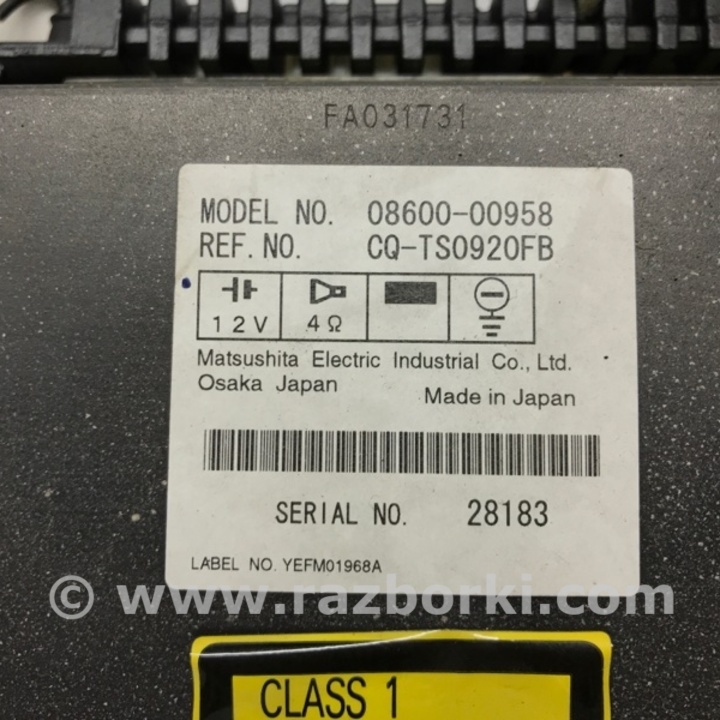 FA031731
MODEL NO. 08600-00958
REF. NO. CQ-TS0920FB
12V 4Ω
Matsushita Electric Industrial Co., Ltd.
Osaka Japan Made in Japan
SERIAL NO. 28183
LABEL NO. YEFM01968A
© www.razborki.com
CLASS 1